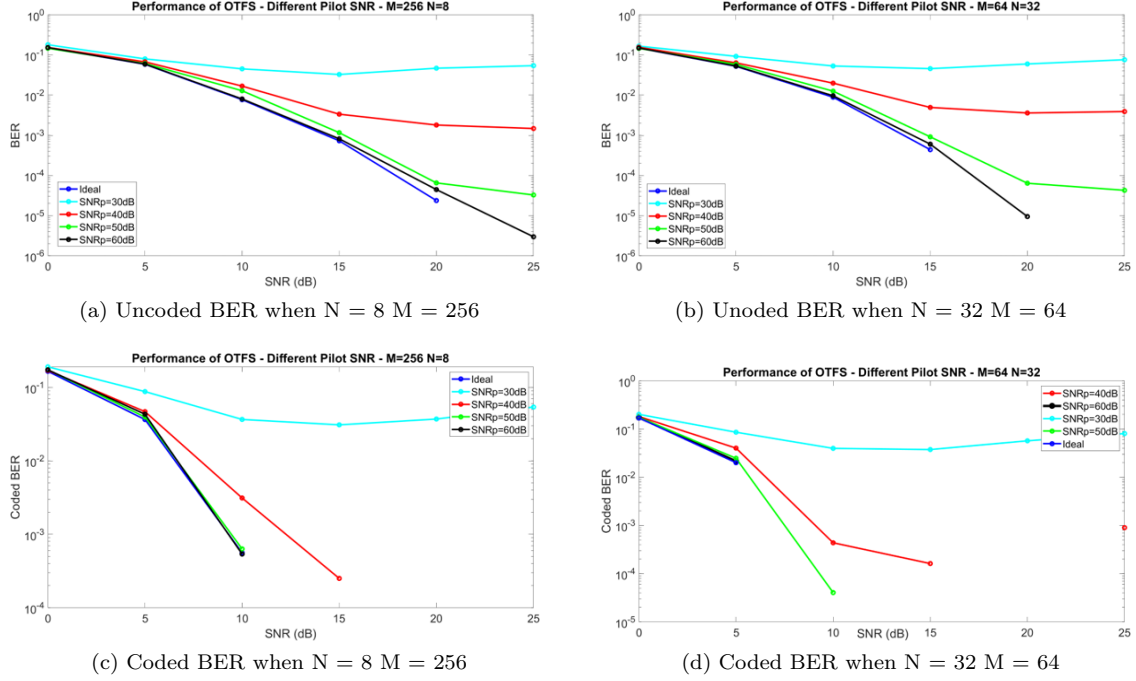 Performance of OTFS - Different Pilot SNR - M=256 N=8
10^0
10^-1
10^-2
10^-3
10^-4
10^-5
10^-6
BER
Ideal
SNRp=30dB
SNRp=40dB
SNRp=50dB
SNRp=60dB
0 5 10 15 20 25
SNR (dB)
(a) Uncoded BER when N = 8 M = 256
Performance of OTFS - Different Pilot SNR - M=64 N=32
10^0
10^-1
10^-2
10^-3
10^-4
10^-5
10^-6
BER
Ideal
SNRp=30dB
SNRp=40dB
SNRp=50dB
SNRp=60dB
0 5 10 15 20 25
SNR (dB)
(b) Unoded BER when N = 32 M = 64
Performance of OTFS - Different Pilot SNR - M=256 N=8
10^-1
10^-2
10^-3
10^-4
Coded BER
Ideal
SNRp=30dB
SNRp=40dB
SNRp=50dB
SNRp=60dB
0 5 10 15 20 25
SNR (dB)
(c) Coded BER when N = 8 M = 256
Performance of OTFS - Different Pilot SNR - M=64 N=32
10^0
10^-1
10^-2
10^-3
10^-4
10^-5
Coded BER
SNRp=40dB
SNRp=60dB
SNRp=30dB
SNRp=50dB
Ideal
0 5 10 15 20 25
SNR (dB)
(d) Coded BER when N = 32 M = 64